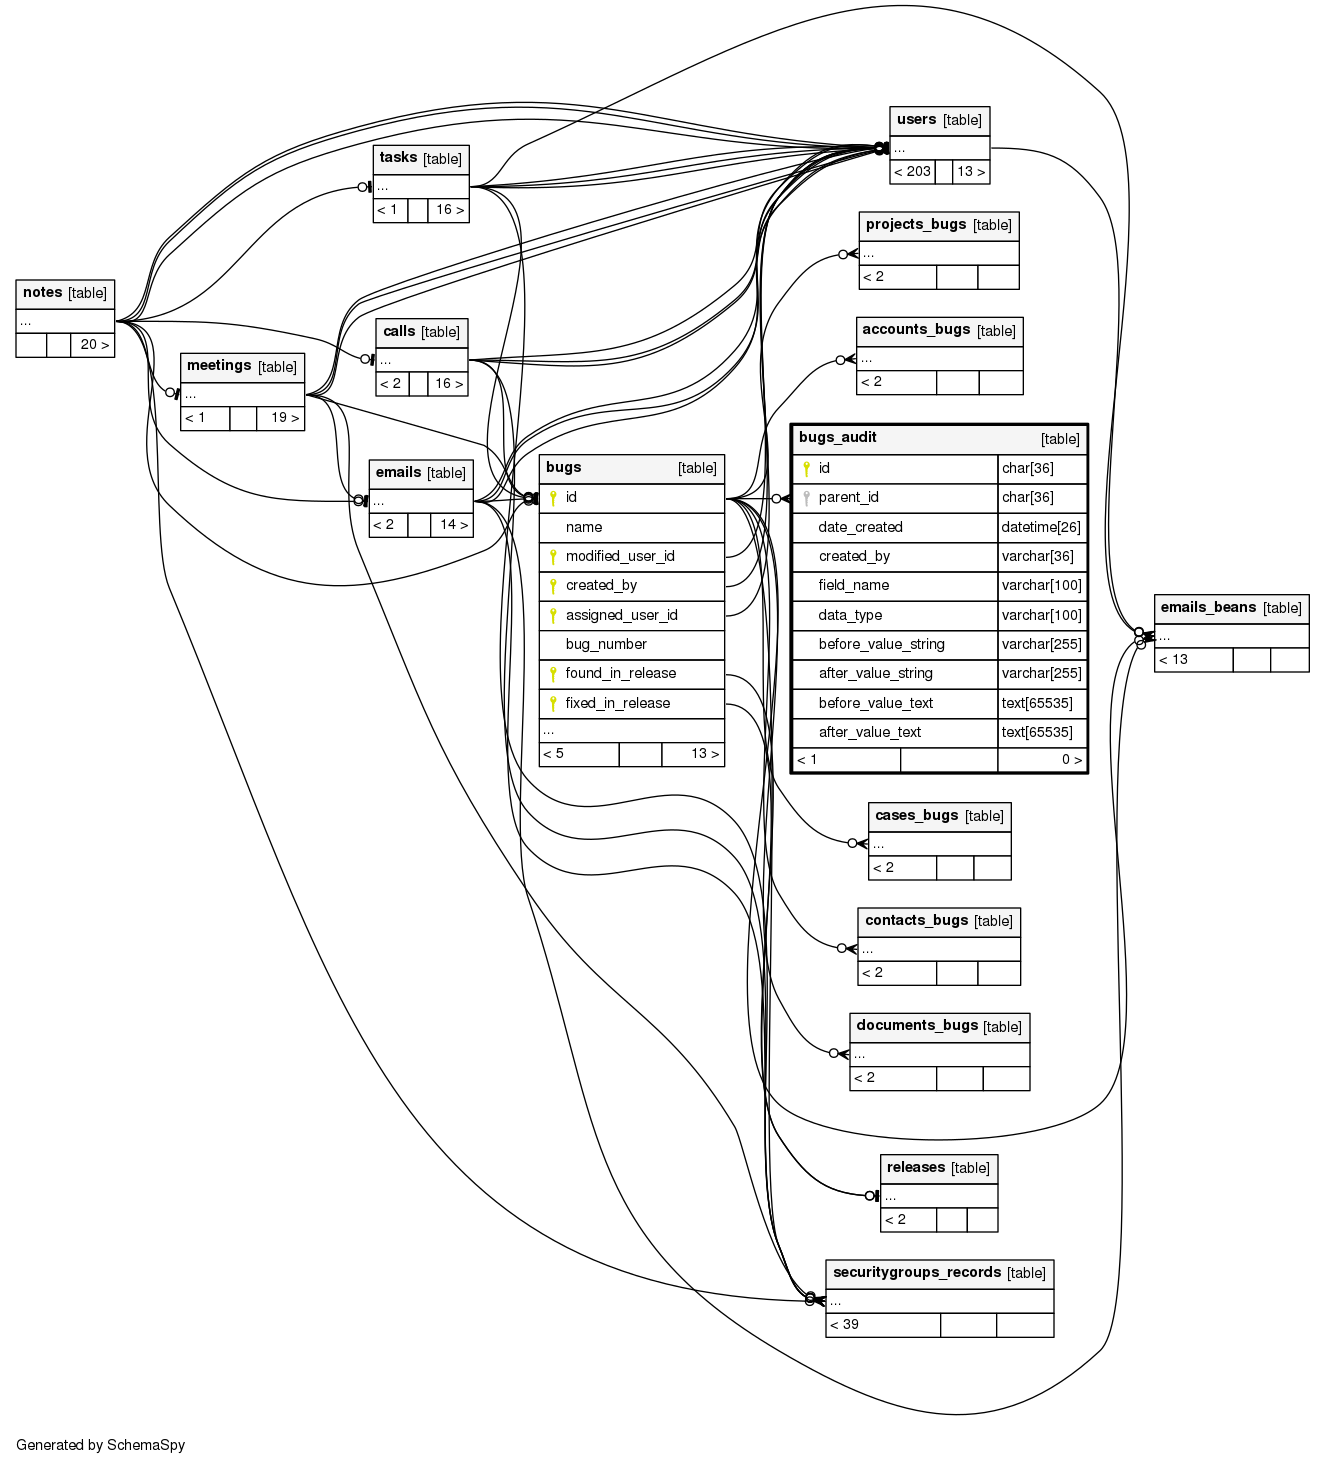 users [table]
...
< 203 13 >
tasks [table]
...
< 1 16 >
projects_bugs [table]
...
< 2
notes [table]
...
20 >
calls [table]
...
< 2 16 >
accounts_bugs [table]
...
< 2
meetings [table]
...
< 1 19 >
emails [table]
...
< 2 14 >
bugs [table]
id
name
modified_user_id
created_by
assigned_user_id
bug_number
found_in_release
fixed_in_release
...
< 5 13 >
bugs_audit [table]
id char[36]
parent_id char[36]
date_created datetime[26]
created_by varchar[36]
field_name varchar[100]
data_type varchar[100]
before_value_string varchar[255]
after_value_string varchar[255]
before_value_text text[65535]
after_value_text text[65535]
< 1 0 >
emails_beans [table]
...
< 13
cases_bugs [table]
...
< 2
contacts_bugs [table]
...
< 2
documents_bugs [table]
...
< 2
releases [table]
...
< 2
securitygroups_records [table]
...
< 39
Generated by SchemaSpy